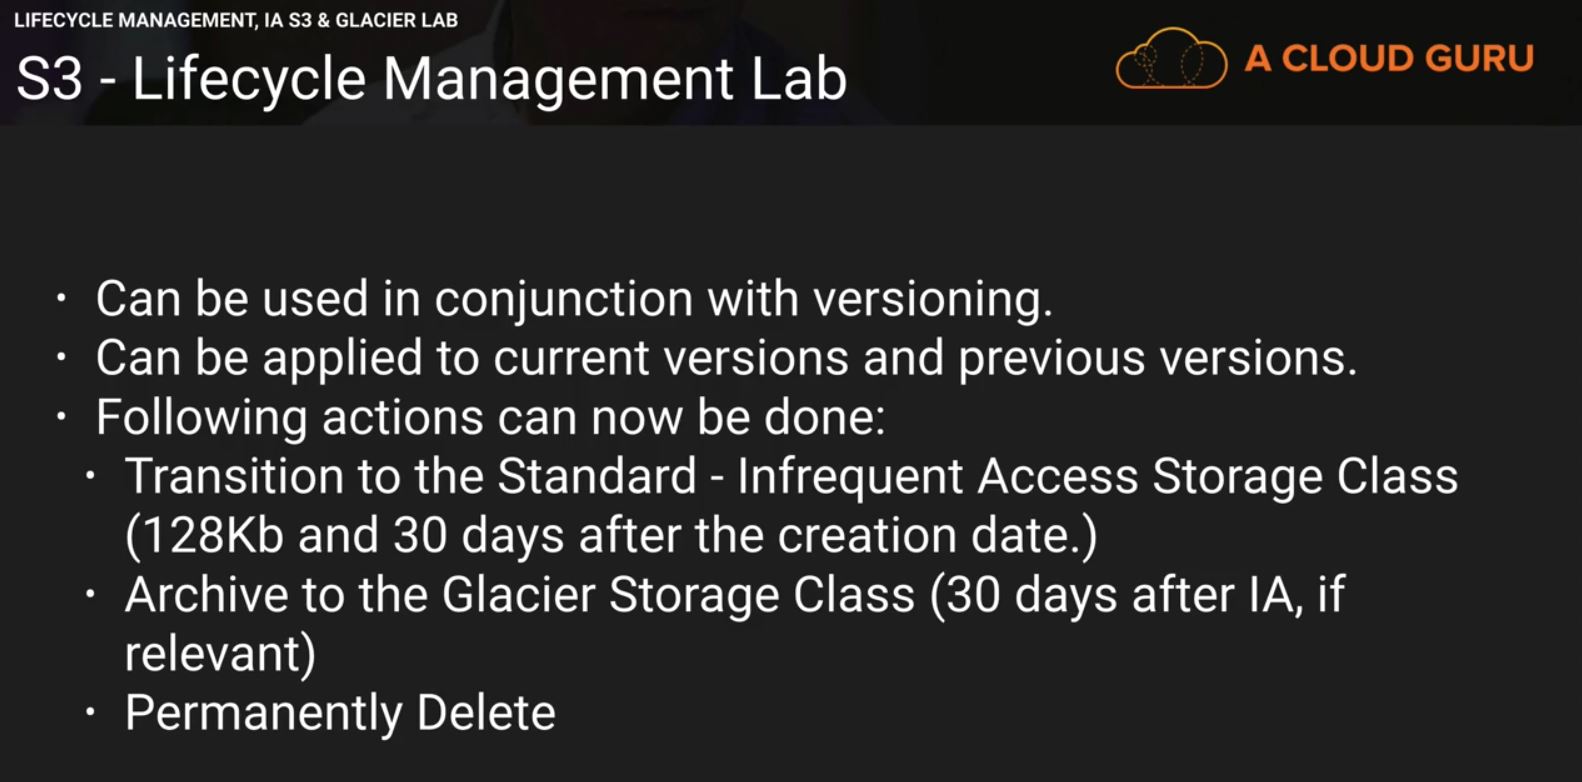 LIFECYCLE MANAGEMENT, IA S3 & GLACIER LAB
S3 - Lifecycle Management Lab
A CLOUD GURU
· Can be used in conjunction with versioning.
· Can be applied to current versions and previous versions.
· Following actions can now be done:
· Transition to the Standard - Infrequent Access Storage Class
(128Kb and 30 days after the creation date.)
· Archive to the Glacier Storage Class (30 days after IA, if
relevant)
· Permanently Delete